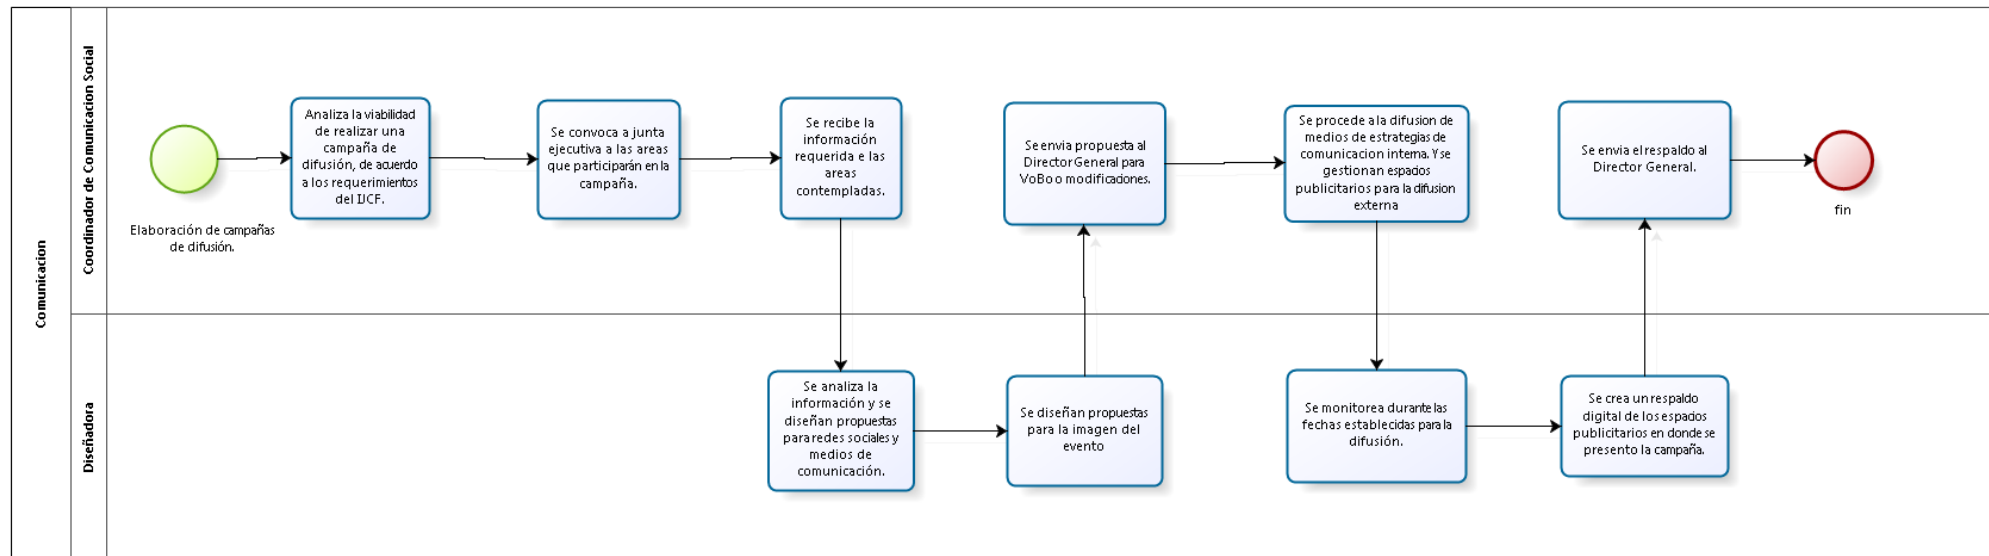 Comunicacion
Coordinador de Comunicacion Social
Elaboración de campañas
de difusión.
Analiza la viabilidad
de realizar una
campaña de
difusión, de acuerdo
a los requerimientos
del IJCF.
Se convoca a junta
ejecutiva a las areas
que participarán en la
campaña.
Se recibe la
información
requerida e las
areas
contempladas.
Se envia propuesta al
Director General para
VoBo o modificaciones.
Se procede a la difusion de
medios de estrategias de
comunicacion interna. Y se
gestionan espacios
publicitarios para la difusion
externa
Se envia el respaldo al
Director General.
fin
Diseñadora
Se analiza la
información y se
diseñan propuestas
para redes sociales y
medios de
comunicación.
Se diseñan propuestas
para la imagen del
evento
Se monitorea durante las
fechas establecidas para la
difusión.
Se crea un respaldo
digital de los espacios
publicitarios en donde se
presento la campaña.